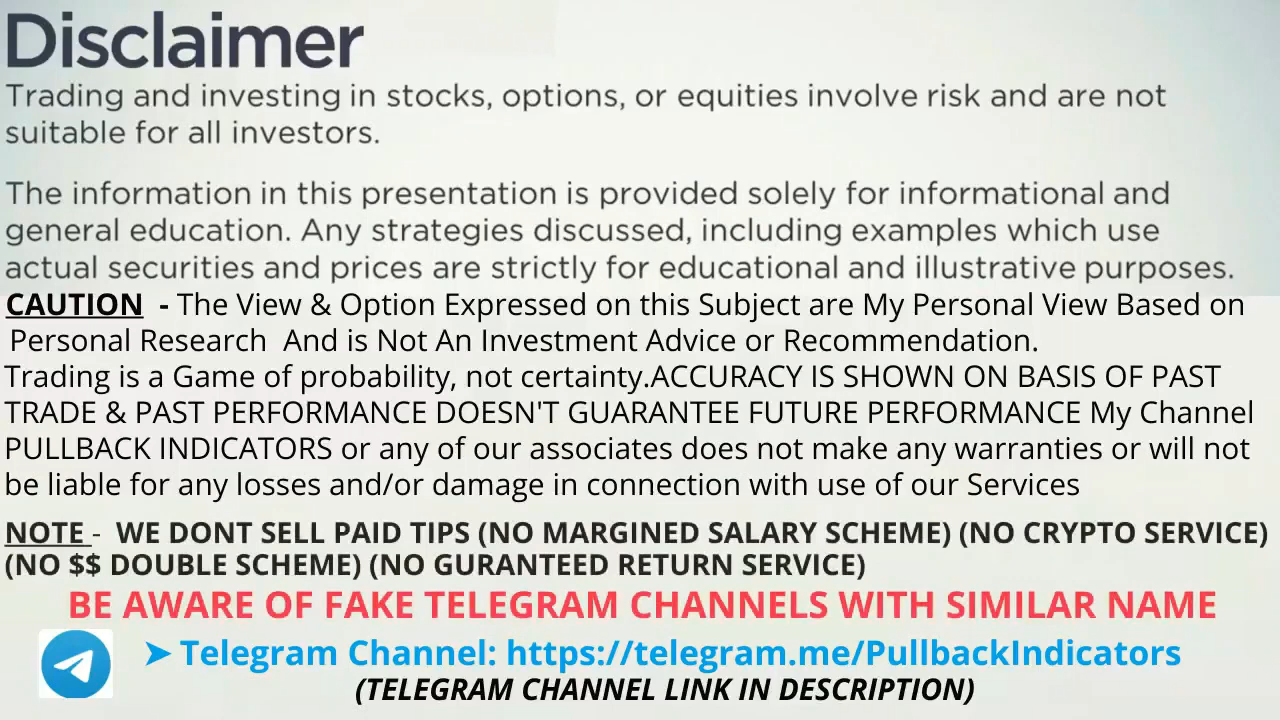 Disclaimer
Trading and investing in stocks, options, or equities involve risk and are not
suitable for all investors.
The information in this presentation is provided solely for informational and
general education. Any strategies discussed, including examples which use
actual securities and prices are strictly for educational and illustrative purposes.
CAUTION - The View & Option Expressed on this Subject are My Personal View Based on
Personal Research And is Not An Investment Advice or Recommendation.
Trading is a Game of probability, not certainty.ACCURACY IS SHOWN ON BASIS OF PAST
TRADE & PAST PERFORMANCE DOESN'T GUARANTEE FUTURE PERFORMANCE My Channel
PULLBACK INDICATORS or any of our associates does not make any warranties or will not
be liable for any losses and/or damage in connection with use of our Services
NOTE - WE DONT SELL PAID TIPS (NO MARGINED SALARY SCHEME) (NO CRYPTO SERVICE)
(NO $$ DOUBLE SCHEME) (NO GURANTEED RETURN SERVICE)
BE AWARE OF FAKE TELEGRAM CHANNELS WITH SIMILAR NAME
➤ Telegram Channel: https://telegram.me/PullbackIndicators
(TELEGRAM CHANNEL LINK IN DESCRIPTION)